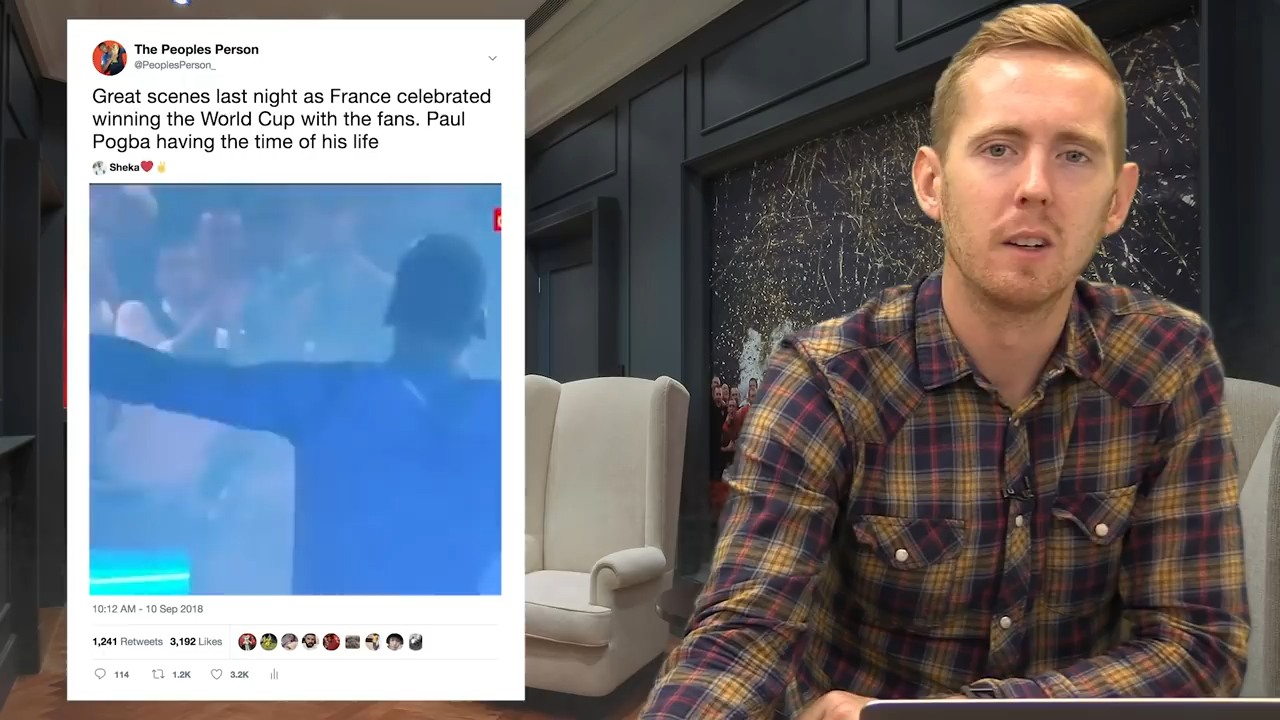 The Peoples Person
@PeoplesPerson_
Great scenes last night as France celebrated
winning the World Cup with the fans. Paul
Pogba having the time of his life
Sheka❤️✌️
10:12 AM - 10 Sep 2018
1,241 Retweets 3,192 Likes
114 1.2K 3.2K